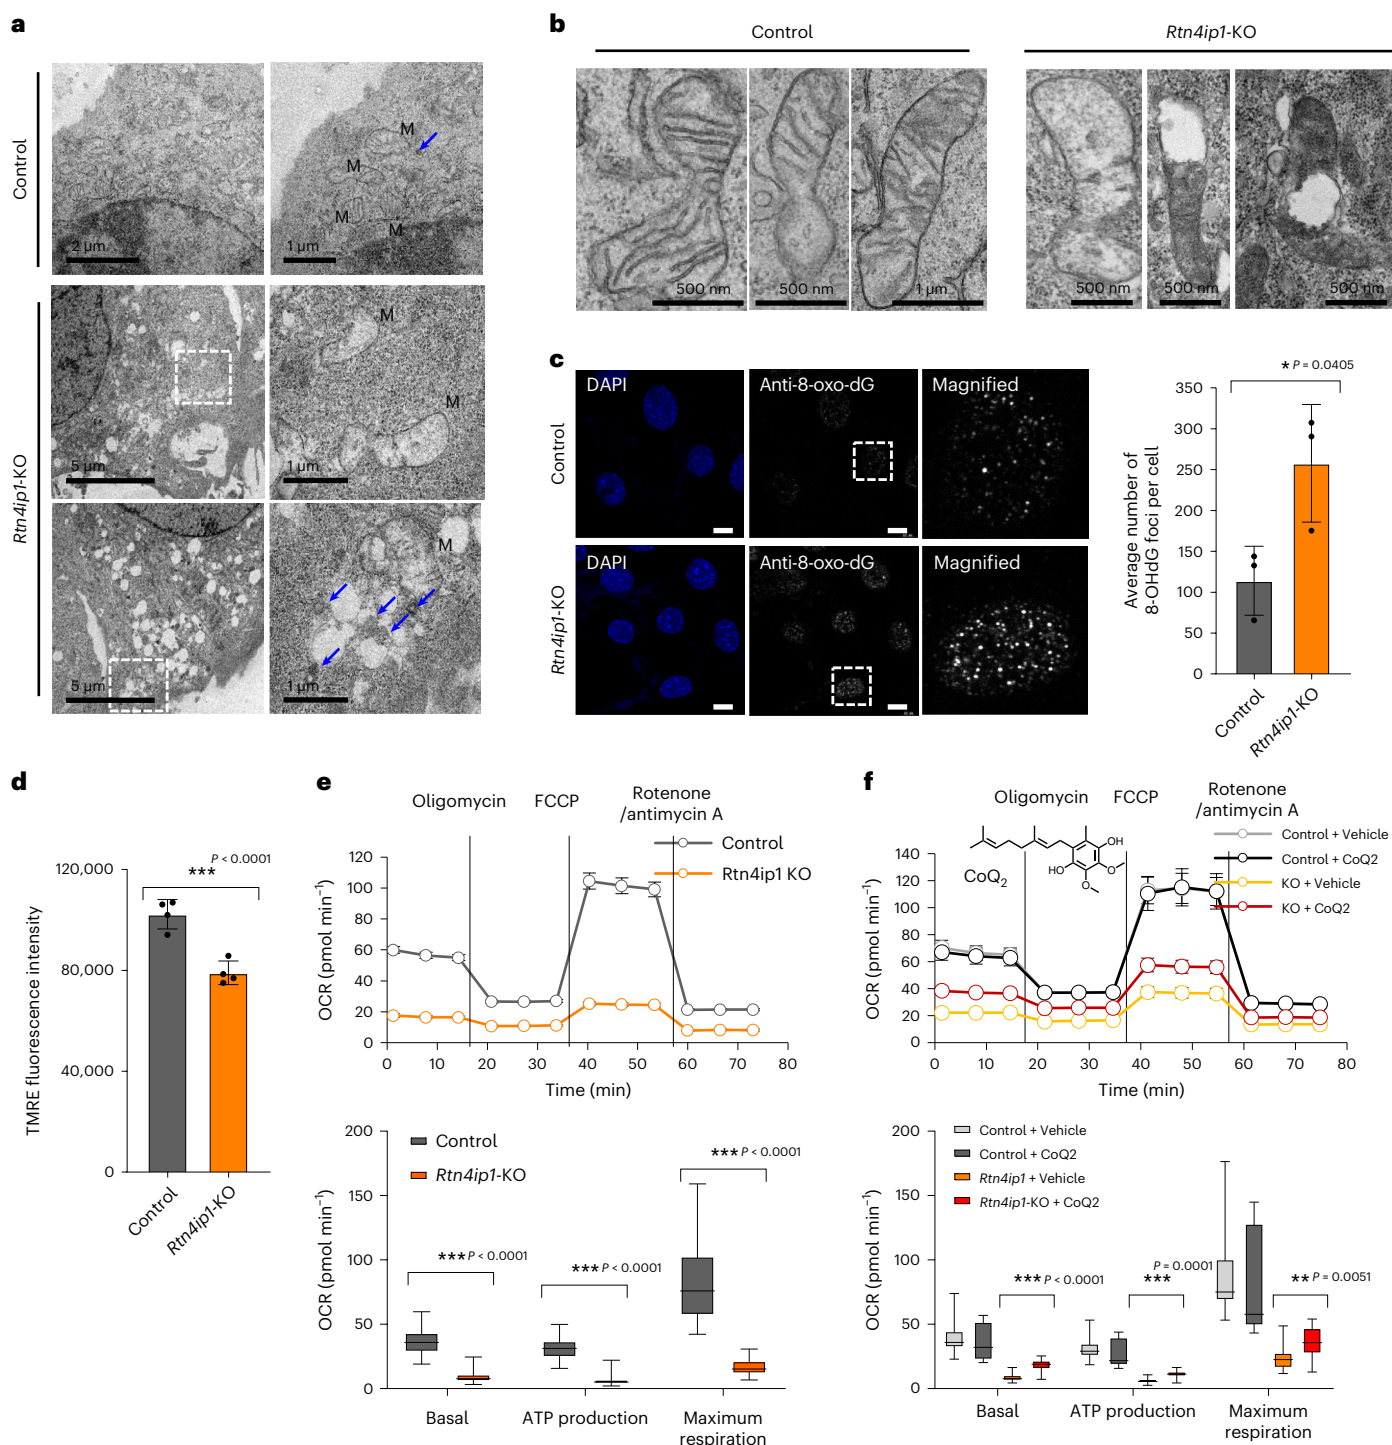 a
Control
2 µm
M
M
M
M
1 µm
Rtn4ip1-KO
5 µm
M
M
1 µm
5 µm
M
1 µm
b
Control
Rtn4ip1-KO
500 nm
500 nm
1 µm
500 nm
500 nm
500 nm
c
Control
DAPI
Anti-8-oxo-dG
Magnified
Rtn4ip1-KO
DAPI
Anti-8-oxo-dG
Magnified
* P = 0.0405
Average number of
8-OHdG foci per cell
350
300
250
200
150
100
50
0
Control
Rtn4ip1-KO
d
P < 0.0001
***
TMRE fluorescence intensity
120,000
80,000
40,000
0
Control
Rtn4ip1-KO
e
Oligomycin
FCCP
Rotenone
/antimycin A
Control
Rtn4ip1 KO
OCR (pmol min−1)
120
100
80
60
40
20
0
0 10 20 30 40 50 60 70 80
Time (min)
Control
Rtn4ip1-KO
*** P < 0.0001
*** P < 0.0001
*** P < 0.0001
OCR (pmol min−1)
200
150
100
50
0
Basal
ATP production
Maximum
respiration
f
Oligomycin
FCCP
Rotenone
/antimycin A
CoQ2
OH
HO
O
O
Control + Vehicle
Control + CoQ2
KO + Vehicle
KO + CoQ2
OCR (pmol min−1)
140
120
100
80
60
40
20
0
0 10 20 30 40 50 60 70 80
Time (min)
Control + Vehicle
Control + CoQ2
Rtn4ip1 + Vehicle
Rtn4ip1-KO + CoQ2
*** P < 0.0001
P = 0.0001
***
** P = 0.0051
OCR (pmol min−1)
200
150
100
50
0
Basal
ATP production
Maximum
respiration